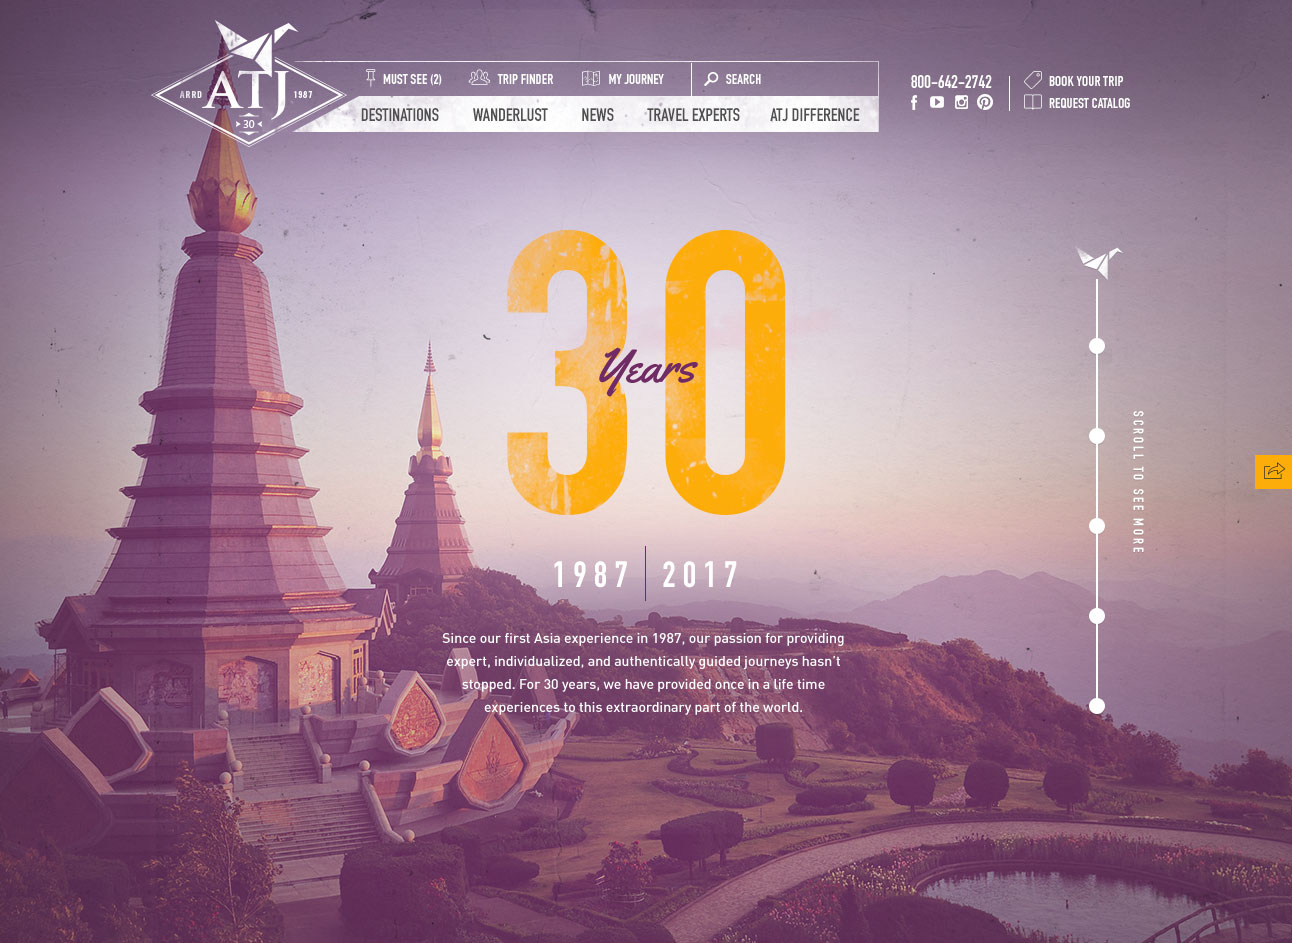 ARRD
ATJ
1987
30
MUST SEE (2)
TRIP FINDER
MY JOURNEY
SEARCH
DESTINATIONS
WANDERLUST
NEWS
TRAVEL EXPERTS
ATJ DIFFERENCE
800-642-2742
BOOK YOUR TRIP
REQUEST CATALOG
30
Years
1987 | 2017
Since our first Asia experience in 1987, our passion for providing
expert, individualized, and authentically guided journeys hasn't
stopped. For 30 years, we have provided once in a life time
experiences to this extraordinary part of the world.
SCROLL TO SEE MORE